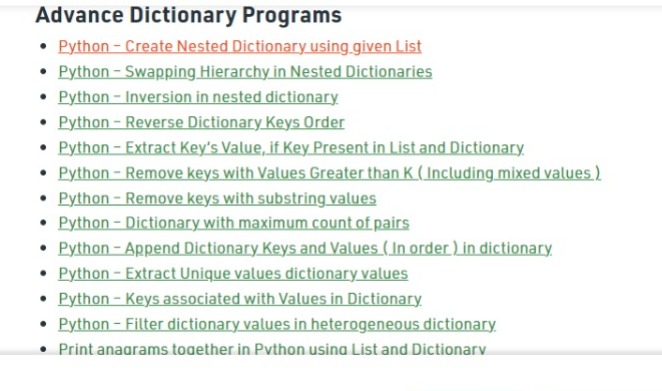 Advance Dictionary Programs
Python – Create Nested Dictionary using given List
Python – Swapping Hierarchy in Nested Dictionaries
Python – Inversion in nested dictionary
Python – Reverse Dictionary Keys Order
Python – Extract Key's Value, if Key Present in List and Dictionary
Python – Remove keys with Values Greater than K ( Including mixed values )
Python – Remove keys with substring values
Python – Dictionary with maximum count of pairs
Python – Append Dictionary Keys and Values ( In order ) in dictionary
Python – Extract Unique values dictionary values
Python – Keys associated with Values in Dictionary
Python – Filter dictionary values in heterogeneous dictionary
Print anagrams together in Python using List and Dictionary